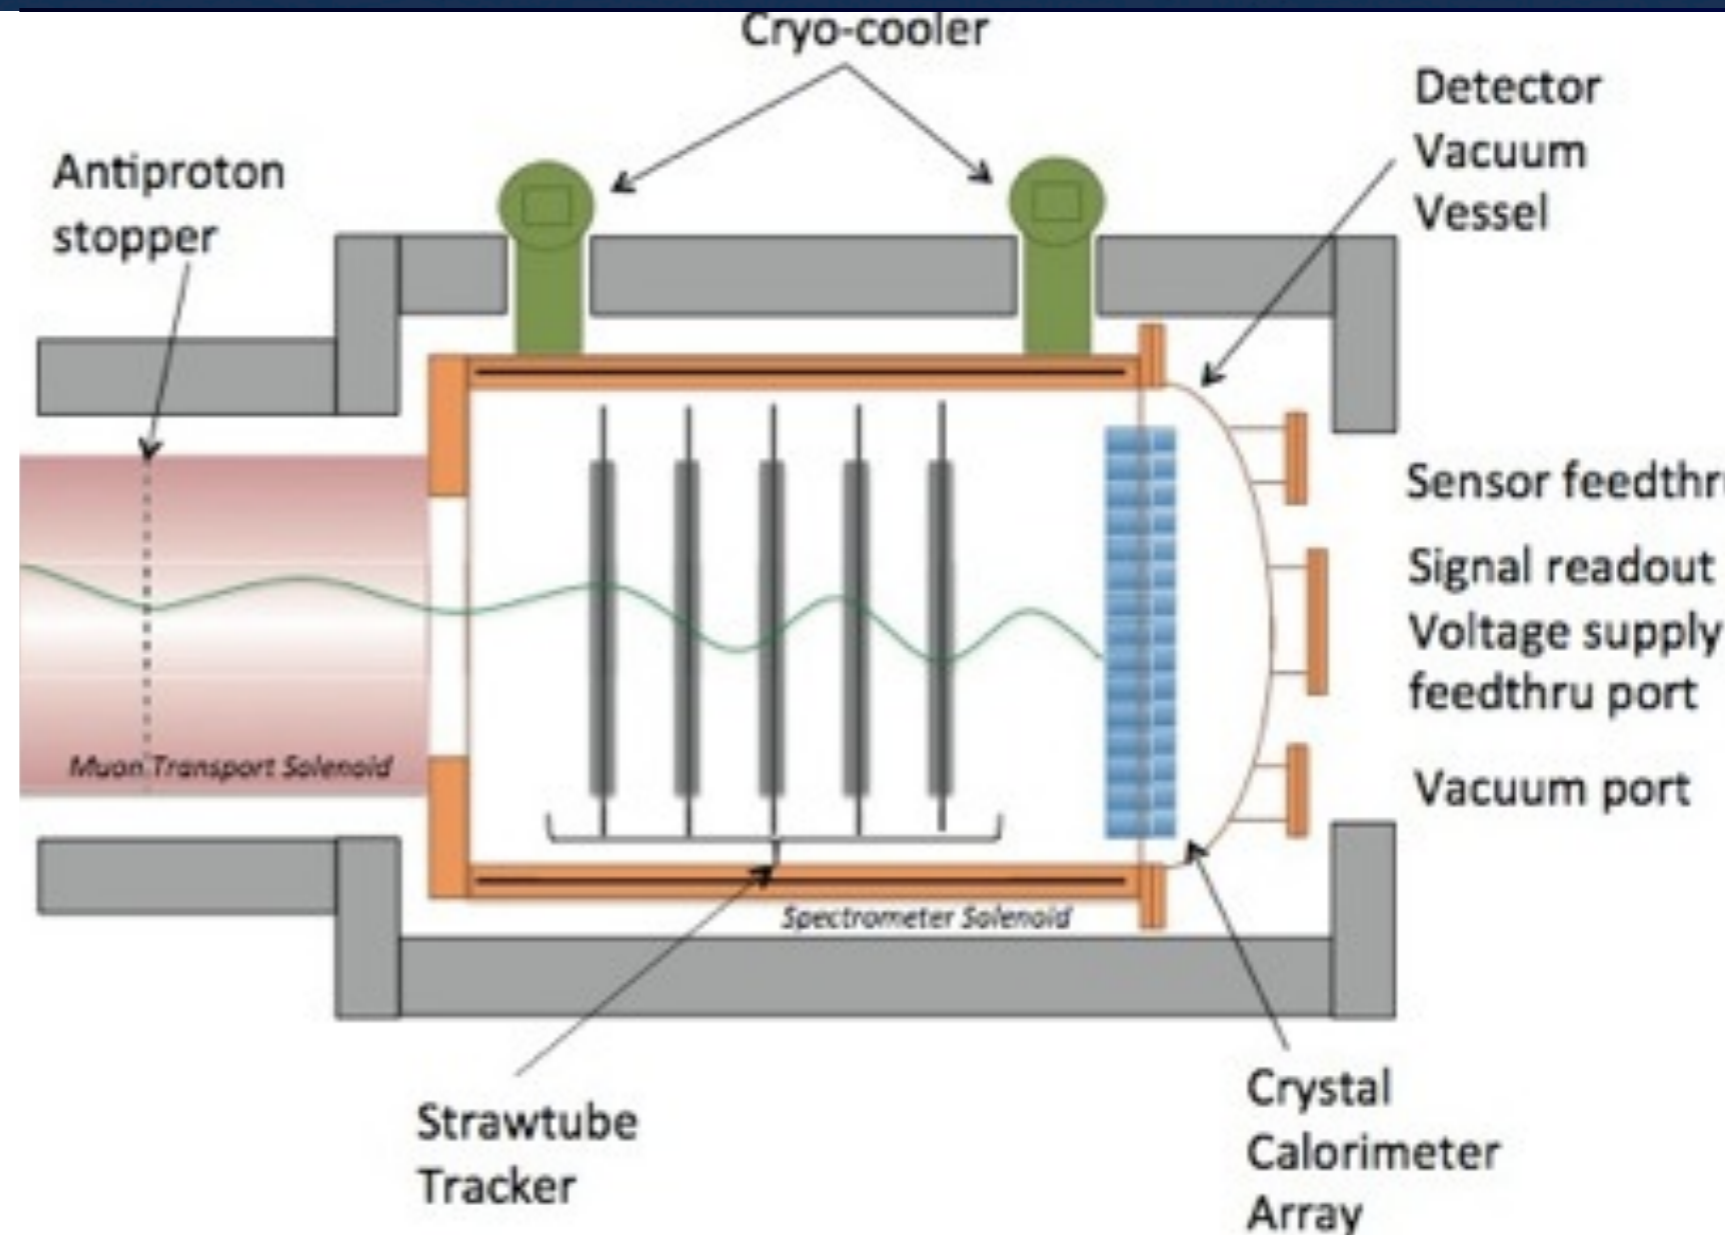 Cryo-cooler
Detector
Vacuum
Vessel
Antiproton
stopper
Sensor
Signal readout
Voltage supply
feedthru port
Muon Transport Solenoid
Vacuum port
Spectrometer Solenoid
Strawtube
Tracker
Crystal
Calorimeter
Array